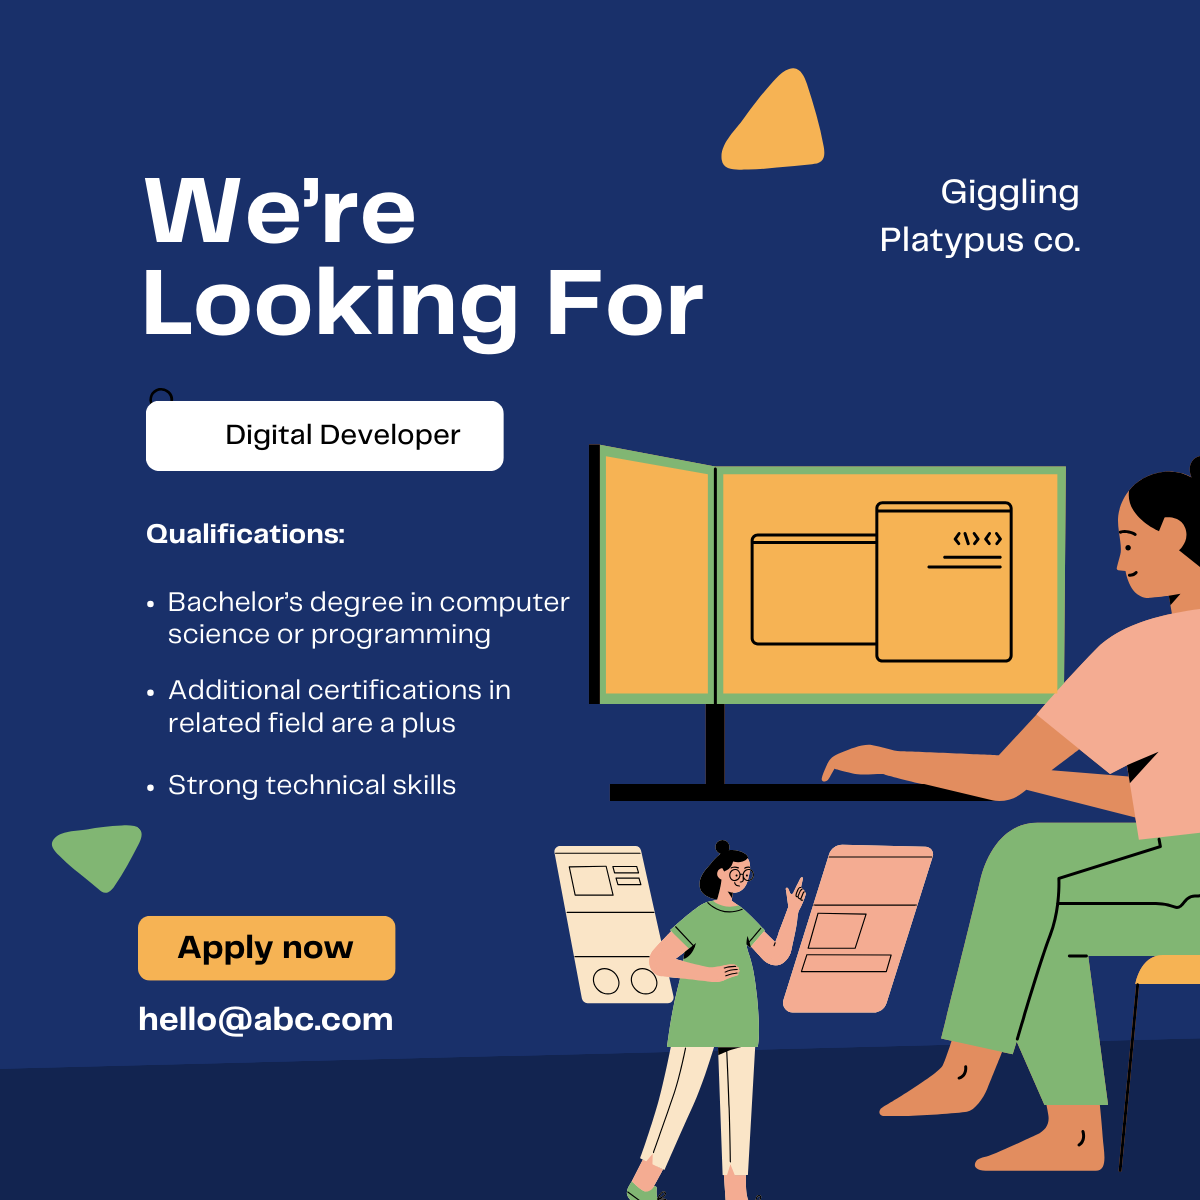 We’re
Looking For
Giggling
Platypus co.
Digital Developer
Qualifications:
• Bachelor’s degree in computer
science or programming
• Additional certifications in
related field are a plus
• Strong technical skills
<\><>
Apply now
hello@abc.com